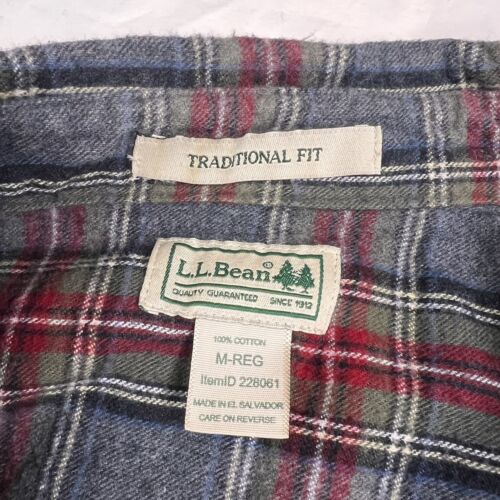 TRADITIONAL FIT
L.L.Bean®
QUALITY GUARANTEED SINCE 1912
100% COTTON
M-REG
ItemID 228061
MADE IN EL SALVADOR
CARE ON REVERSE